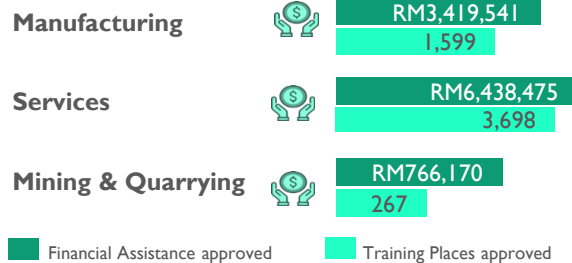 Manufacturing
$
RM3,419,541
1,599
Services
$
RM6,438,475
3,698
Mining & Quarrying
$
RM766,170
267
Financial Assistance approved
Training Places approved